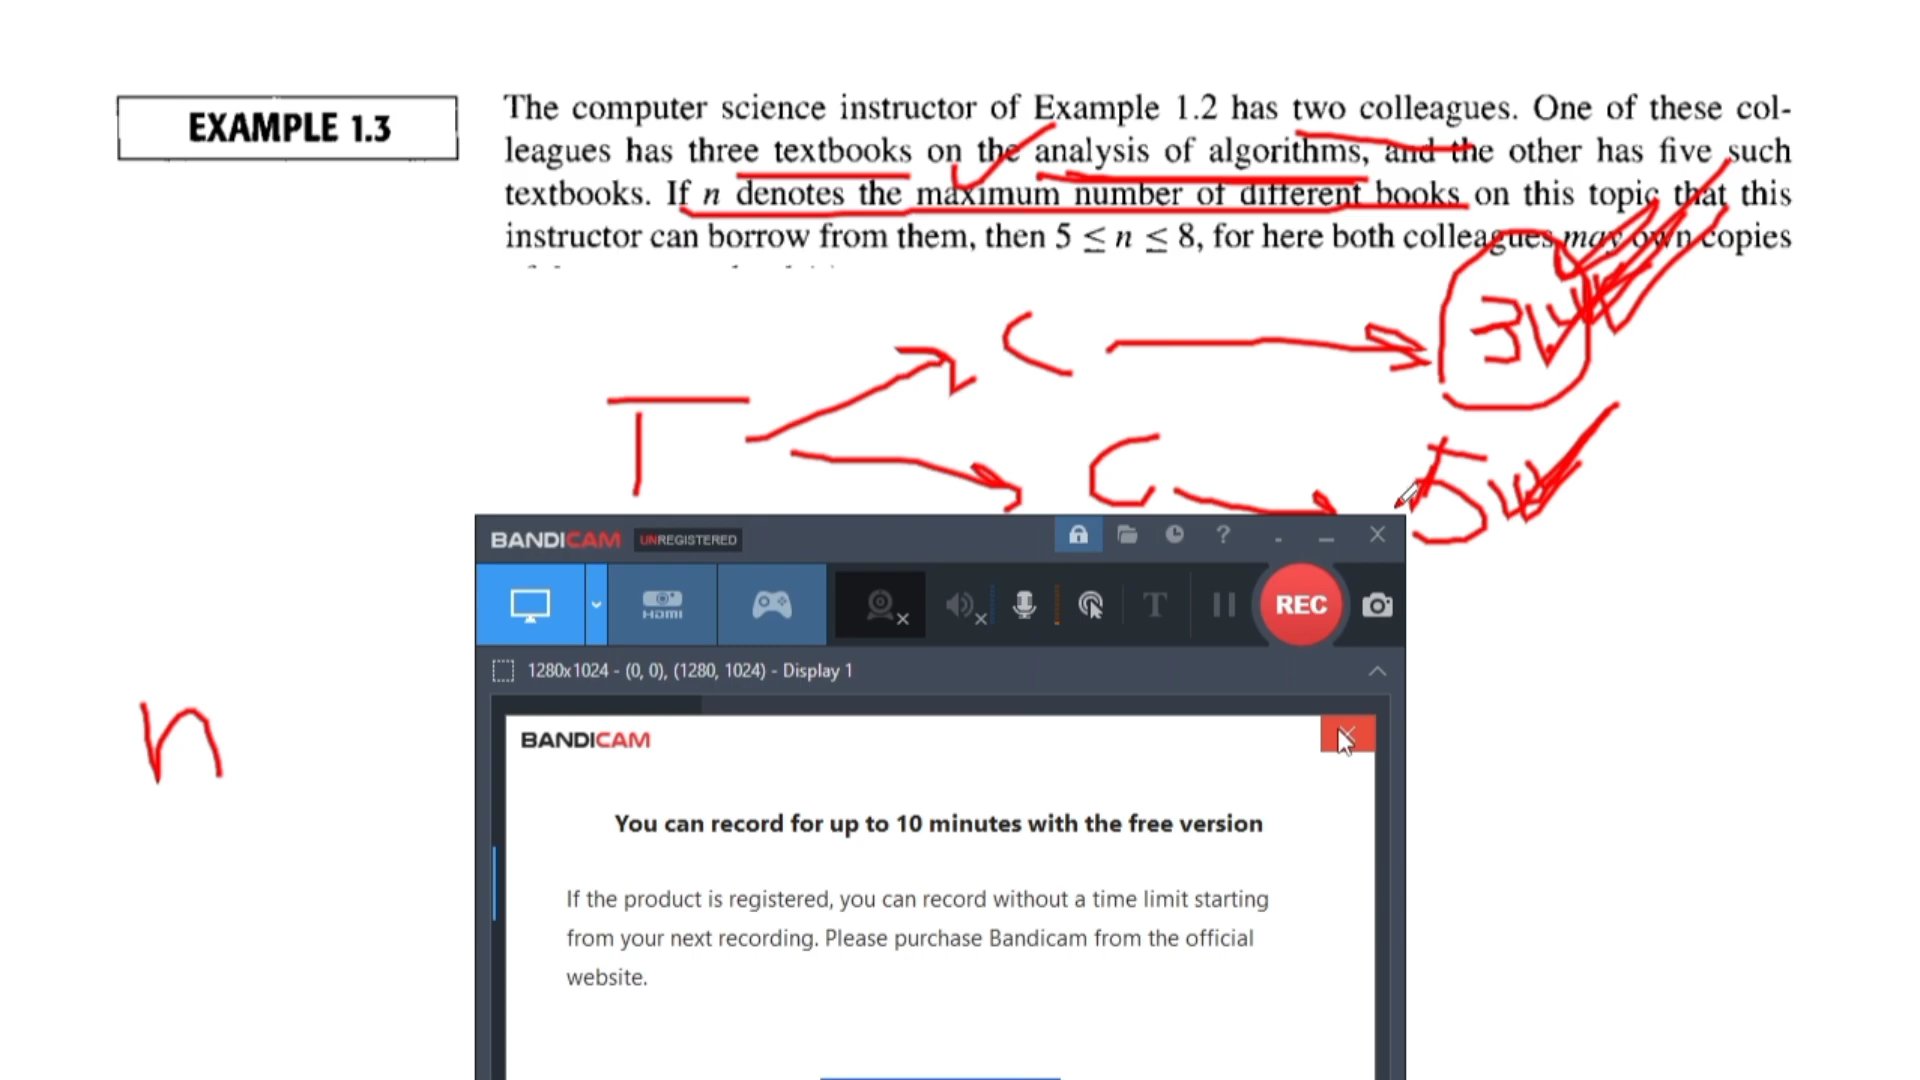 EXAMPLE 1.3
The computer science instructor of Example 1.2 has two colleagues. One of these col-
leagues has three textbooks on the analysis of algorithms, and the other has five such
textbooks. If n denotes the maximum number of different books on this topic that this
instructor can borrow from them, then 5 ≤ n ≤ 8, for here both colleagues may own copies
C
T
C
n
BANDICAM UNREGISTERED
?
HDMI
T
REC
1280x1024 - (0, 0), (1280, 1024) - Display 1
BANDICAM
You can record for up to 10 minutes with the free version
If the product is registered, you can record without a time limit starting
from your next recording. Please purchase Bandicam from the official
website.